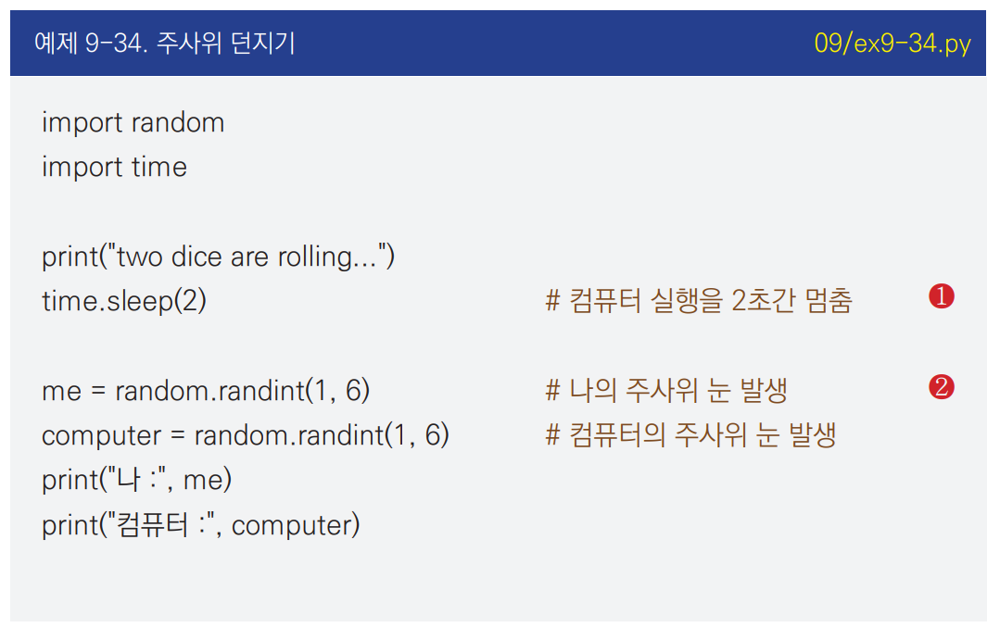 예제 9-34. 주사위 던지기 09/ex9-34.py
import random
import time
print("two dice are rolling...")
time.sleep(2) # 컴퓨터 실행을 2초간 멈춤 ❶
me = random.randint(1, 6) # 나의 주사위 눈 발생 ❷
computer = random.randint(1, 6) # 컴퓨터의 주사위 눈 발생
print("나 :", me)
print("컴퓨터 :", computer)